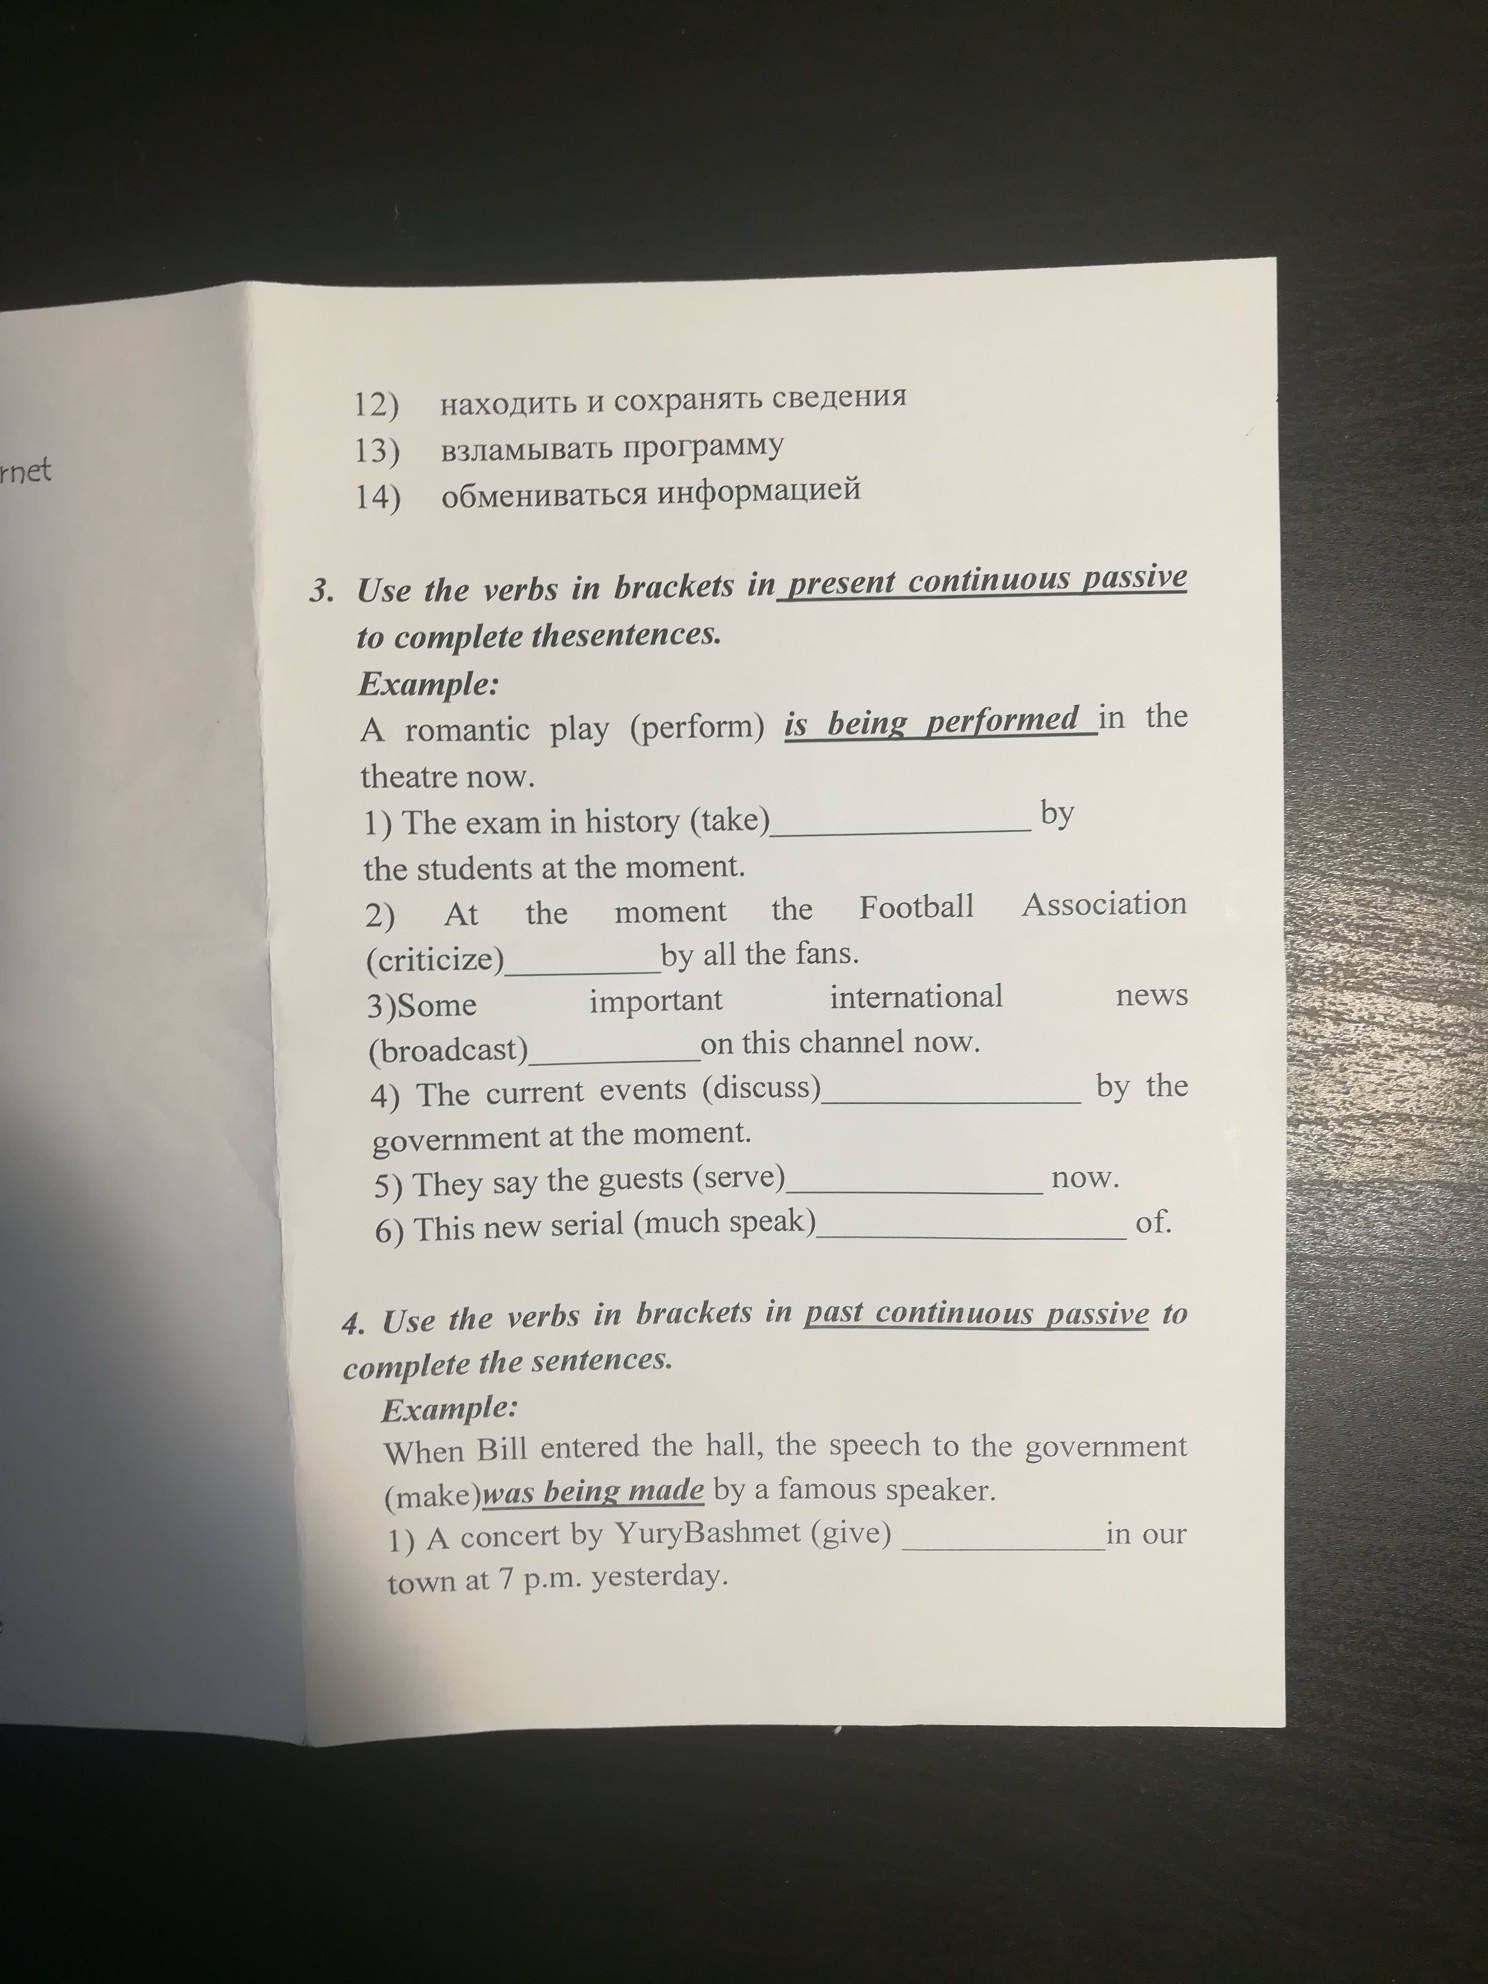 rnet
12) находить и сохранять сведения
13) взламывать программу
14) обмениваться информацией
3. Use the verbs in brackets in present continuous passive
to complete thesentences.
Example:
A romantic play (perform) is being performed in the
theatre now.
1) The exam in history (take)_______________ by
the students at the moment.
2) At the moment the Football Association
(criticize)_________by all the fans.
3)Some important international news
(broadcast)__________on this channel now.
4) The current events (discuss)_______________ by the
government at the moment.
5) They say the guests (serve)_______________ now.
6) This new serial (much speak)__________________ of.
4. Use the verbs in brackets in past continuous passive to
complete the sentences.
Example:
When Bill entered the hall, the speech to the government
(make)was being made by a famous speaker.
1) A concert by YuryBashmet (give) ____________in our
town at 7 p.m. yesterday.